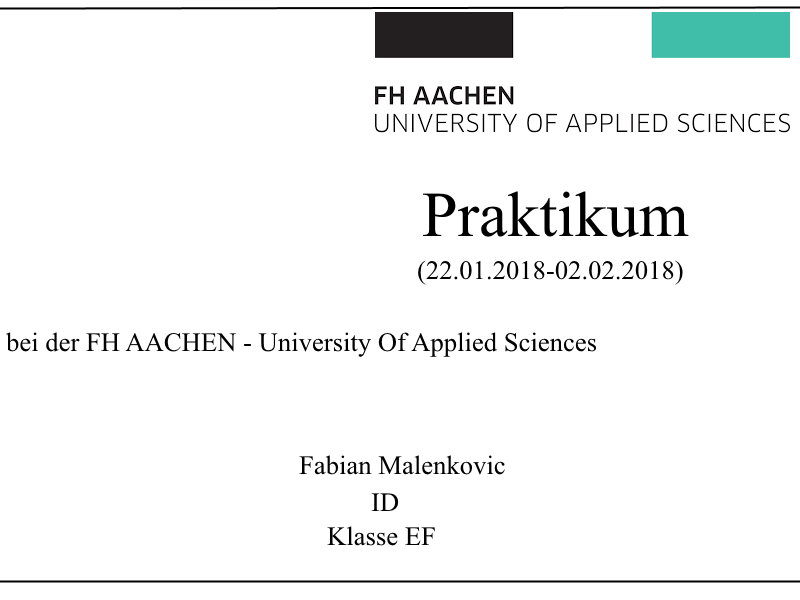 FH AACHEN
UNIVERSITY OF APPLIED SCIENCES
Praktikum
(22.01.2018-02.02.2018)
bei der FH AACHEN - University Of Applied Sciences
Fabian Malenkovic
ID
Klasse EF